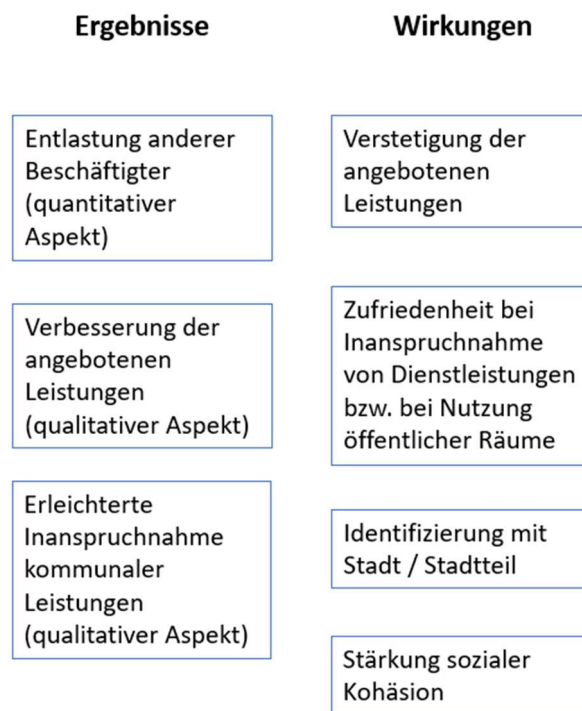 Ergebnisse
Entlastung anderer
Beschäftigter
(quantitativer
Aspekt)
Verbesserung der
angebotenen
Leistungen
(qualitativer Aspekt)
Erleichterte
Inanspruchnahme
kommunaler
Leistungen
(qualitativer Aspekt)
Wirkungen
Verstetigung der
angebotenen
Leistungen
Zufriedenheit bei
Inanspruchnahme
von Dienstleistungen
bzw. bei Nutzung
öffentlicher Räume
Identifizierung mit
Stadt / Stadtteil
Stärkung sozialer
Kohäsion